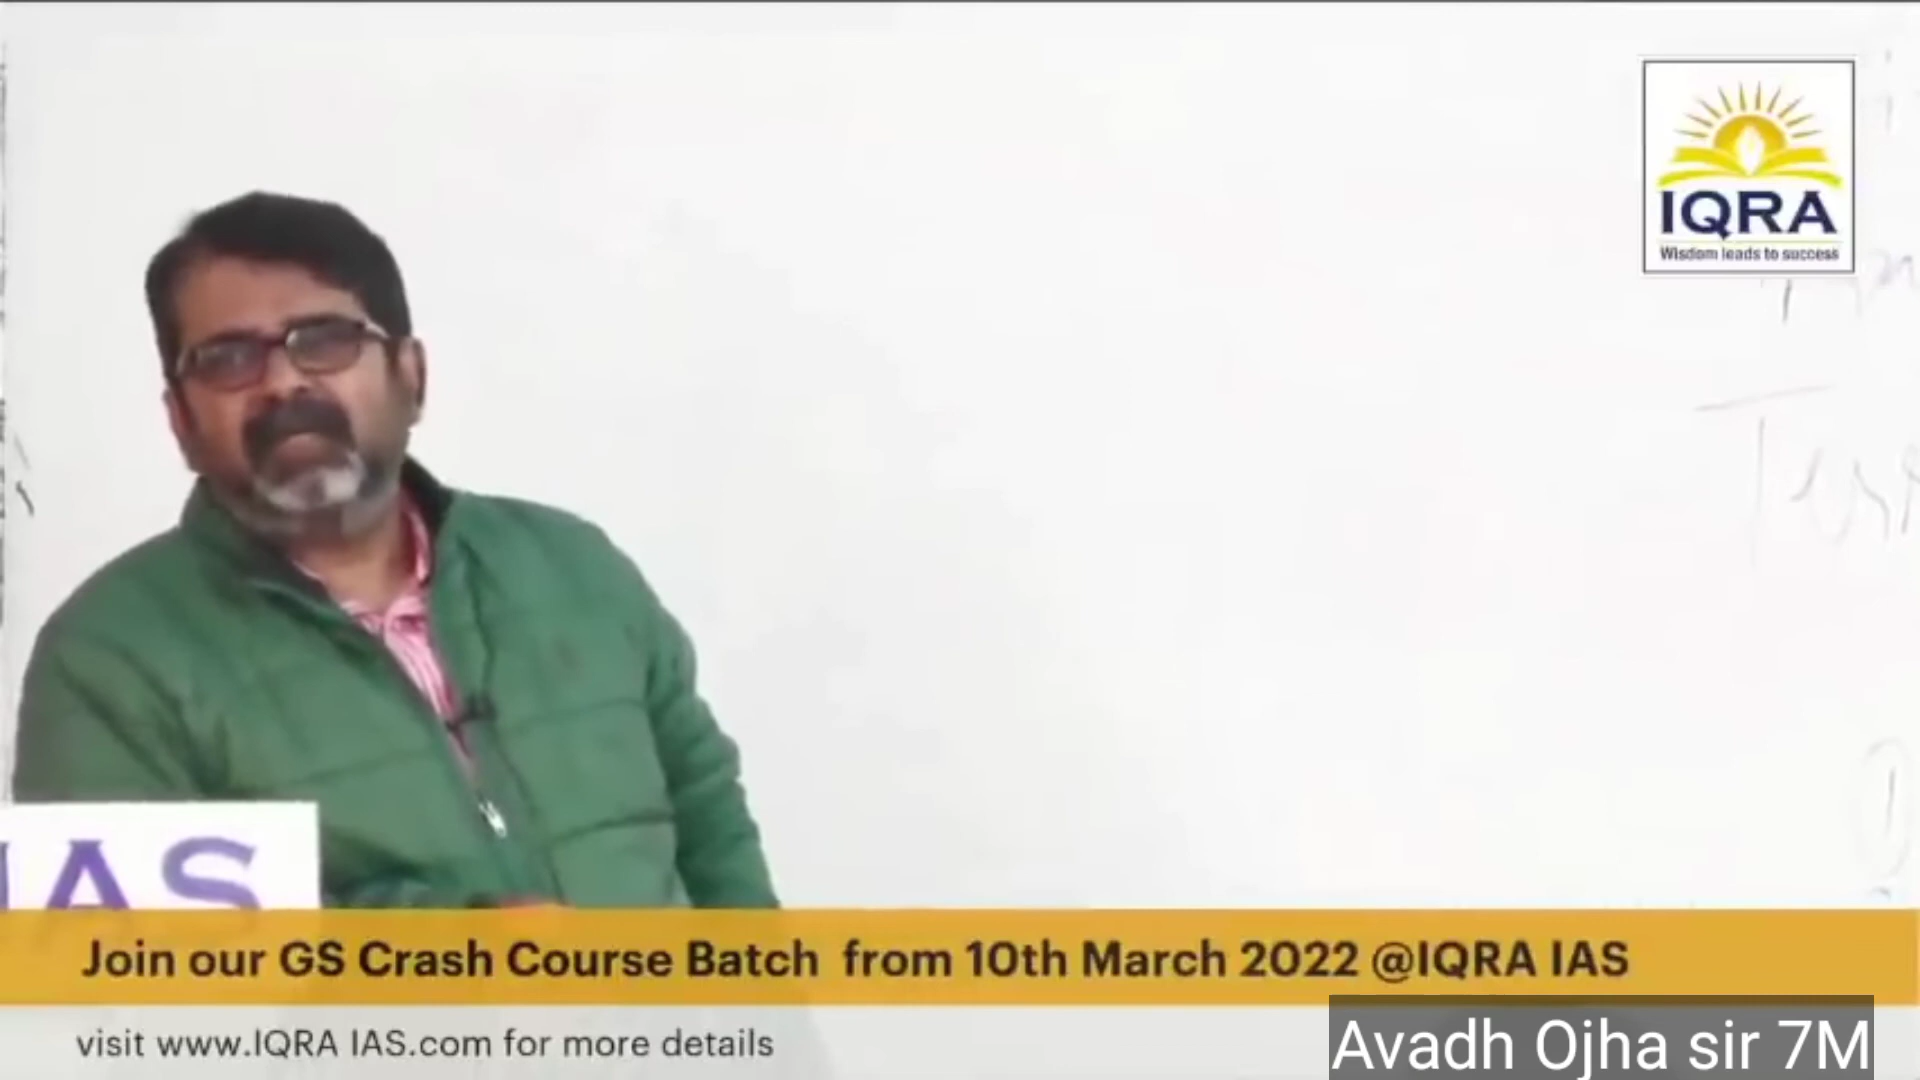 IQRA
Wisdom leads to success
IAS
Join our GS Crash Course Batch from 10th March 2022 @IQRA IAS
visit www.IQRA IAS.com for more details
Avadh Ojha sir 7M